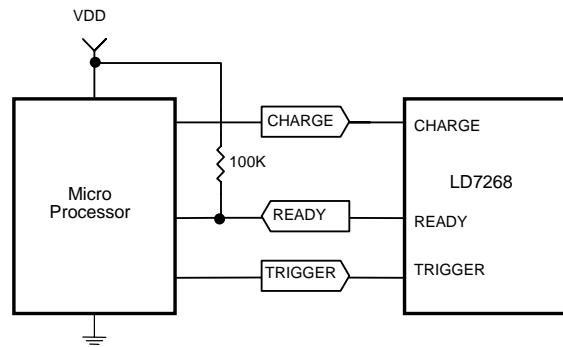 VDD
CHARGE
CHARGE
100K
LD7268
Micro
Processor
READY
READY
TRIGGER
TRIGGER